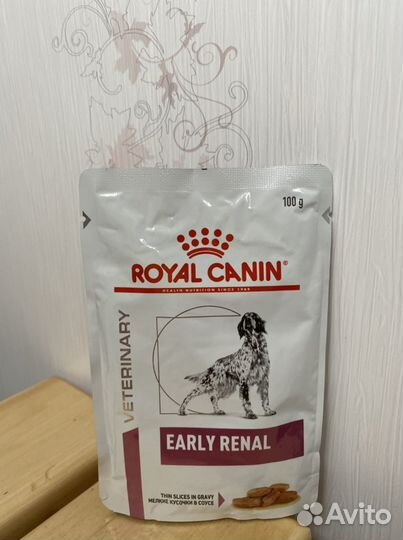 100 g
ROYAL CANIN®
HEALTH NUTRITION SINCE 1968
VETERINARY
EARLY RENAL
THIN SLICES IN GRAVY
МЕЛКИЕ КУСОЧКИ В СОУСЕ
Avito